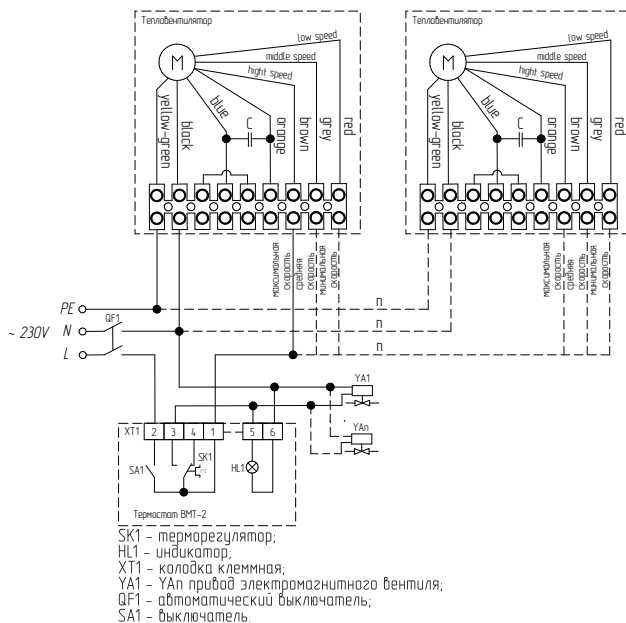 Тепловентилятор
M
low speed
middle speed
hight speed
yellow-green
black
blue
C
orange
brown
grey
red
максимальная скорость
средняя скорость
минимальная скорость
Тепловентилятор
M
low speed
middle speed
hight speed
yellow-green
black
blue
C
orange
brown
grey
red
максимальная скорость
средняя скорость
минимальная скорость
PE
n
~ 230V
N
QF1
n
L
n
YA1
YAn
XT1
2
3
4
1
5
6
SA1
SK1
HL1
Термостат ВМТ-2
SK1 - терморегулятор;
HL1 - индикатор;
XT1 - колодка клеммная;
YA1 - YAn привод электромагнитного вентиля;
QF1 - автоматический выключатель;
SA1 - выключатель.